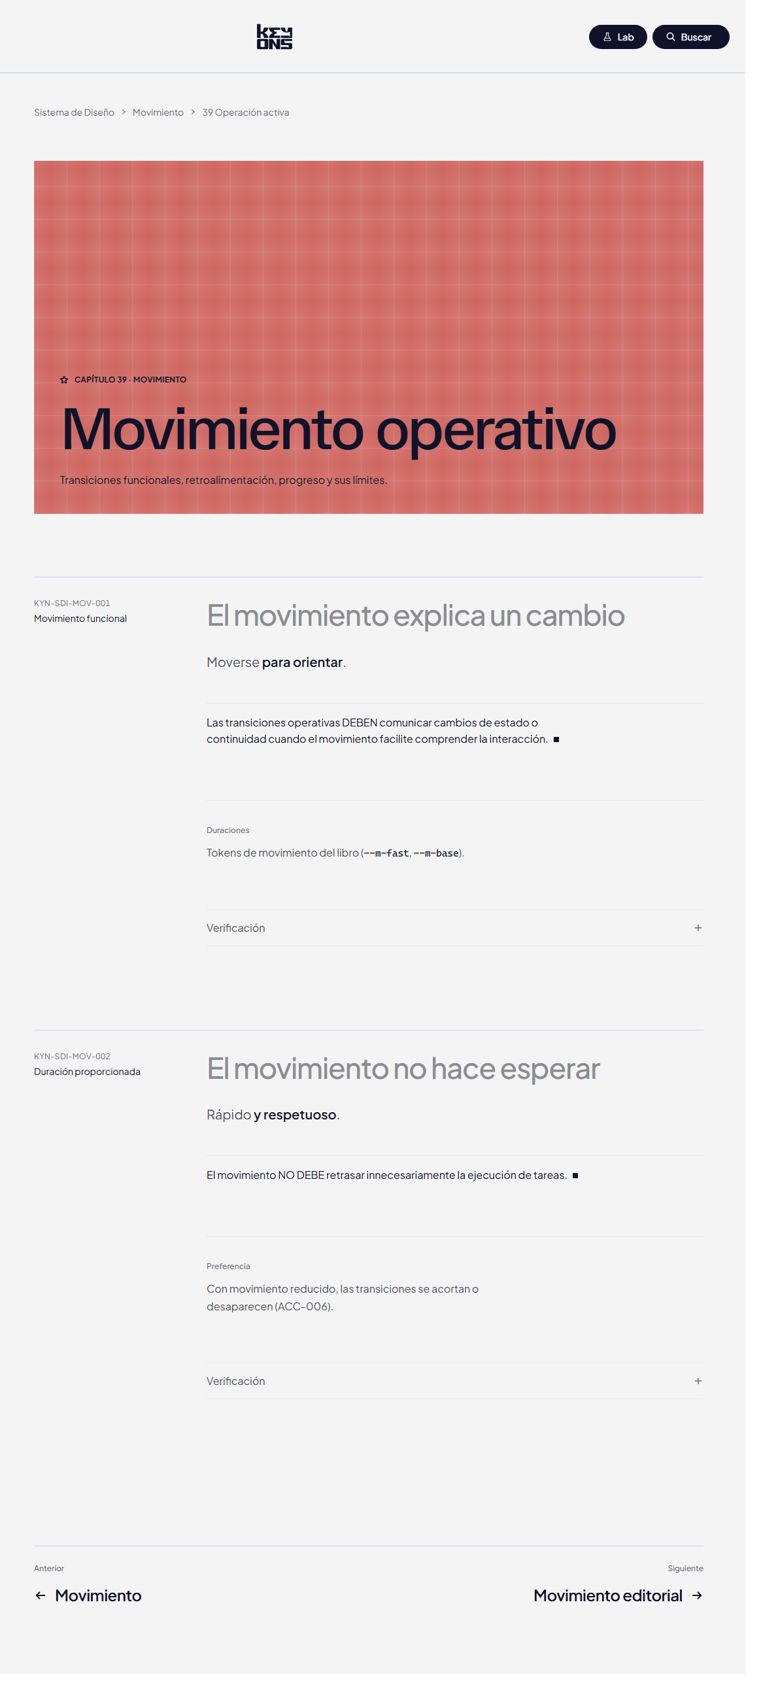 KEY
ONS
Lab
Buscar
Sistema de Diseño > Movimiento > 39 Operación activa
CAPÍTULO 39 · MOVIMIENTO
Movimiento operativo
Transiciones funcionales, retroalimentación, progreso y sus límites.
KYN-SDI-MOV-001
Movimiento funcional
El movimiento explica un cambio
Moverse para orientar.
Las transiciones operativas DEBEN comunicar cambios de estado o
continuidad cuando el movimiento facilite comprender la interacción. ■
Duraciones
Tokens de movimiento del libro (--m-fast, --m-base).
Verificación +
KYN-SDI-MOV-002
Duración proporcionada
El movimiento no hace esperar
Rápido y respetuoso.
El movimiento NO DEBE retrasar innecesariamente la ejecución de tareas. ■
Preferencia
Con movimiento reducido, las transiciones se acortan o
desaparecen (ACC-006).
Verificación +
Anterior
← Movimiento
Siguiente
Movimiento editorial →